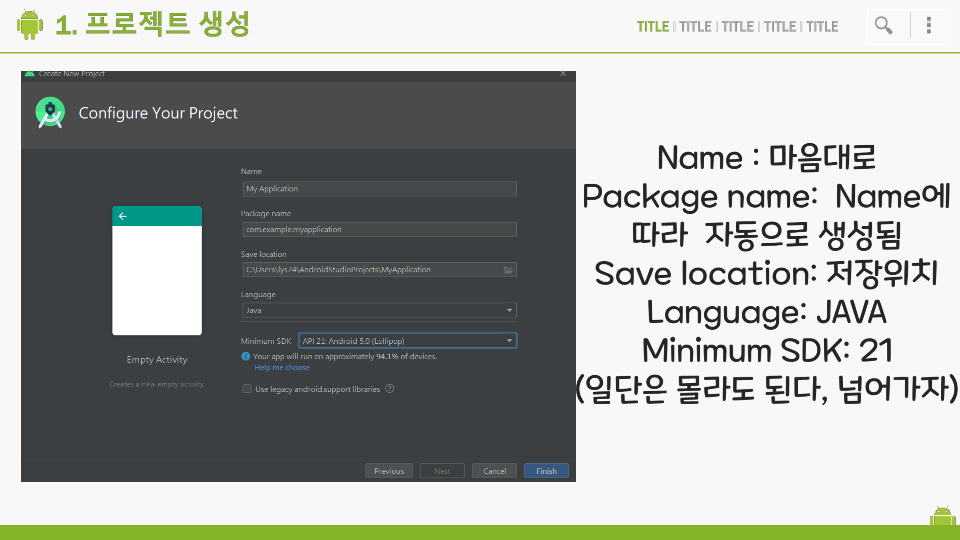 1. 프로젝트 생성
TITLE | TITLE | TITLE | TITLE | TITLE
Create New Project
Configure Your Project
Name
My Application
Package name
com.example.myapplication
Save location
C:\Users\lys74\AndroidStudioProjects\MyApplication
Language
Java
Minimum SDK API 21: Android 5.0 (Lollipop)
Your app will run on approximately 94.1% of devices.
Help me choose
Use legacy android.support libraries
Empty Activity
Creates a new empty activity
Previous Next Cancel Finish
Name : 마음대로
Package name: Name에
따라 자동으로 생성됨
Save location: 저장위치
Language: JAVA
Minimum SDK: 21
(일단은 몰라도 된다, 넘어가자)